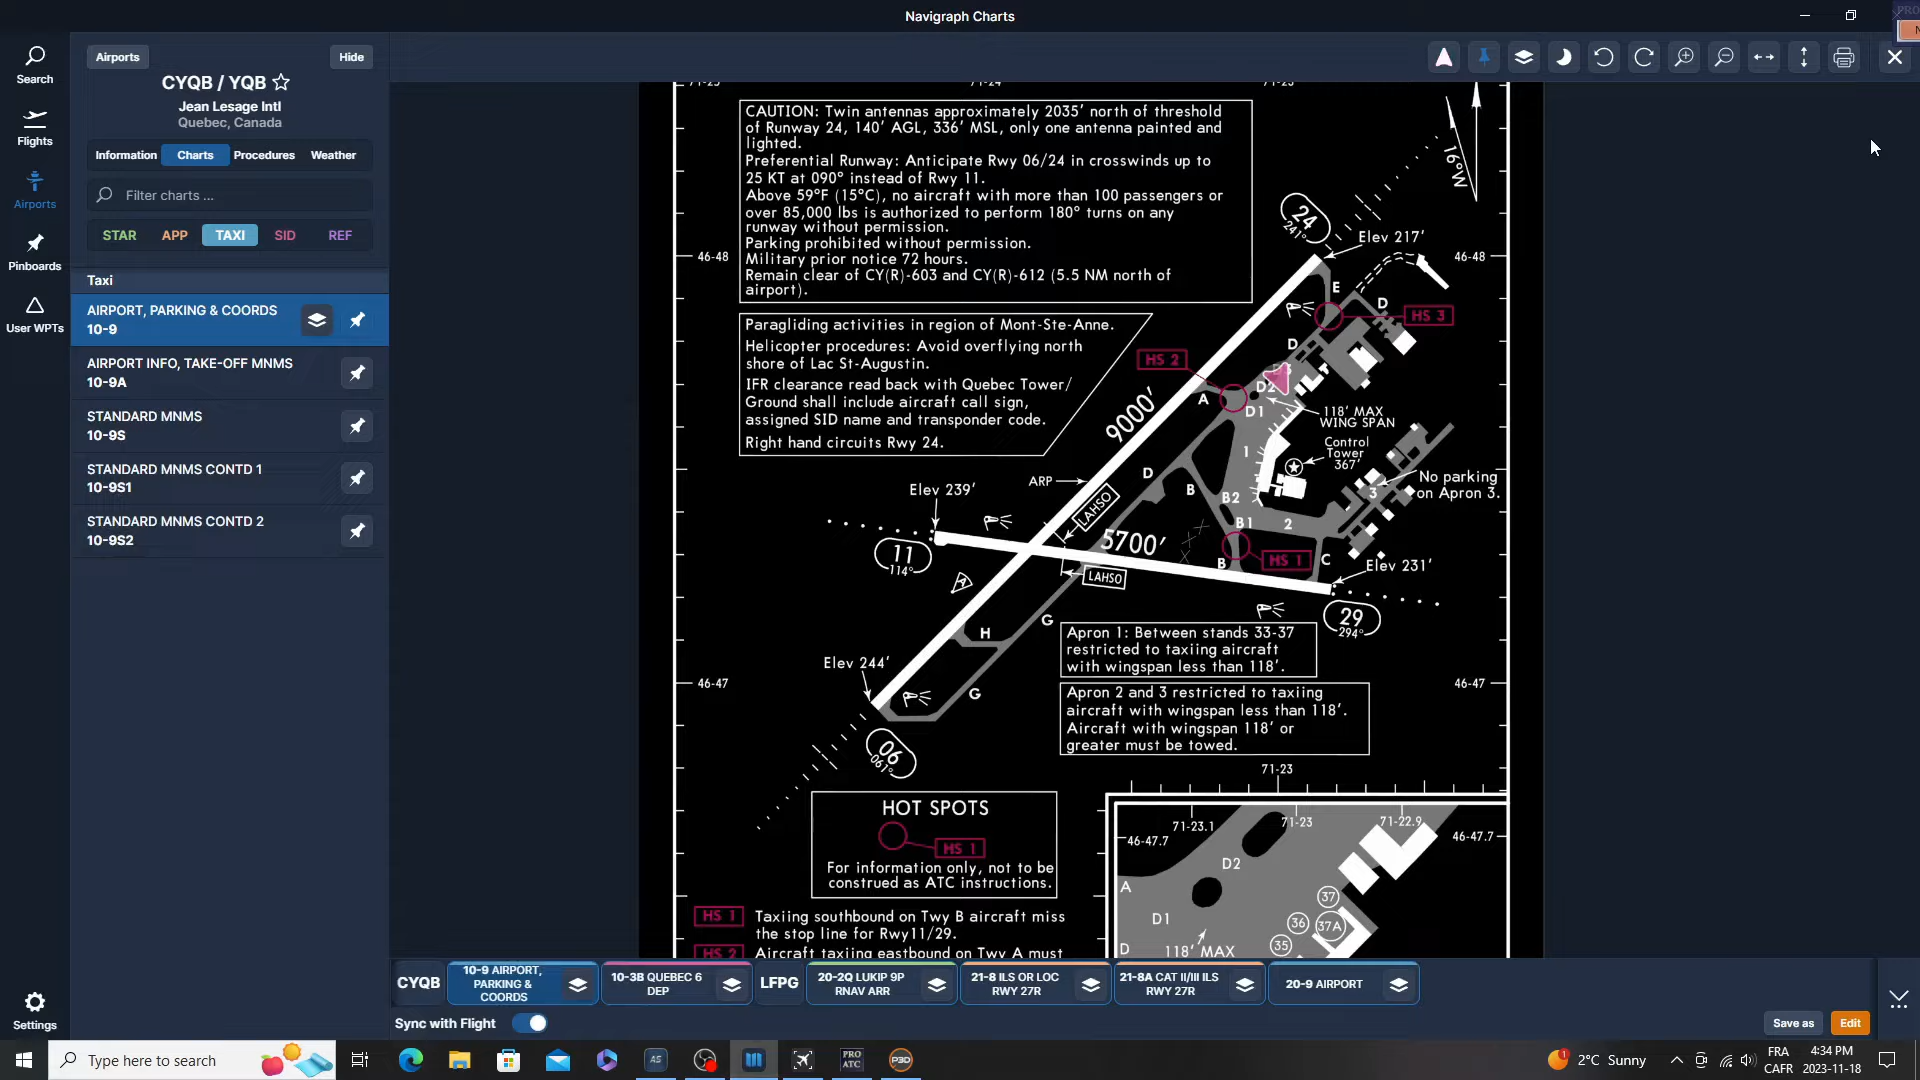 Navigraph Charts
Search
Flights
Airports
Pinboards
User WPTs
Settings
Airports
Hide
CYQB / YQB
Jean Lesage Intl
Quebec, Canada
Information
Charts
Procedures
Weather
Filter charts ...
STAR
APP
TAXI
SID
REF
Taxi
AIRPORT, PARKING & COORDS
10-9
AIRPORT INFO, TAKE-OFF MNMS
10-9A
STANDARD MNMS
10-9S
STANDARD MNMS CONTD 1
10-9S1
STANDARD MNMS CONTD 2
10-9S2
CAUTION: Twin antennas approximately 2035' north of threshold
of Runway 24, 140' AGL, 336' MSL, only one antenna painted and
lighted.
Preferential Runway: Anticipate Rwy 06/24 in crosswinds up to
25 KT at 090° instead of Rwy 11.
Above 59°F (15°C), no aircraft with more than 100 passengers or
over 85,000 lbs is authorized to perform 180° turns on any
runway without permission.
Parking prohibited without permission.
Military prior notice 72 hours.
Remain clear of CY(R)-603 and CY(R)-612 (5.5 NM north of
airport).
Paragliding activities in region of Mont-Ste-Anne.
Helicopter procedures: Avoid overflying north
shore of Lac St-Augustin.
IFR clearance read back with Quebec Tower/
Ground shall include aircraft call sign,
assigned SID name and transponder code.
Right hand circuits Rwy 24.
16°W
24
241°
Elev 217'
46-48
46-48
E
D
HS 3
D
HS 2
D2
A
D1
118' MAX
WING SPAN
9000'
Control
Tower
367'
1
D
ARP
B
B2
No parking
on Apron 3.
3
Elev 239'
LAHSO
B1
2
5700'
11
114°
HS 1
B
C
Elev 231'
LAHSO
29
294°
G
H
Apron 1: Between stands 33-37
restricted to taxiing aircraft
with wingspan less than 118'.
Elev 244'
46-47
46-47
G
Apron 2 and 3 restricted to taxiing
aircraft with wingspan less than 118'.
Aircraft with wingspan 118' or
greater must be towed.
06
061°
71-23
HOT SPOTS
HS 1
For information only, not to be
construed as ATC instructions.
HS 1 Taxiing southbound on Twy B aircraft miss
the stop line for Rwy11/29.
HS 2 Aircraft taxiing eastbound on Twy A must
71-23.1
71-23
71-22.9
46-47.7
46-47.7
D2
A
D1
37
36
37A
35
D
118' MAX
CYQB
10-9 AIRPORT,
PARKING &
COORDS
10-3B QUEBEC 6
DEP
LFPG
20-2Q LUKIP 9P
RNAV ARR
21-8 ILS OR LOC
RWY 27R
21-8A CAT II/III ILS
RWY 27R
20-9 AIRPORT
Sync with Flight
Save as
Edit
Type here to search
AS
PRO
ATC
P3D
2°C Sunny
FRA
CAFR
4:34 PM
2023-11-18